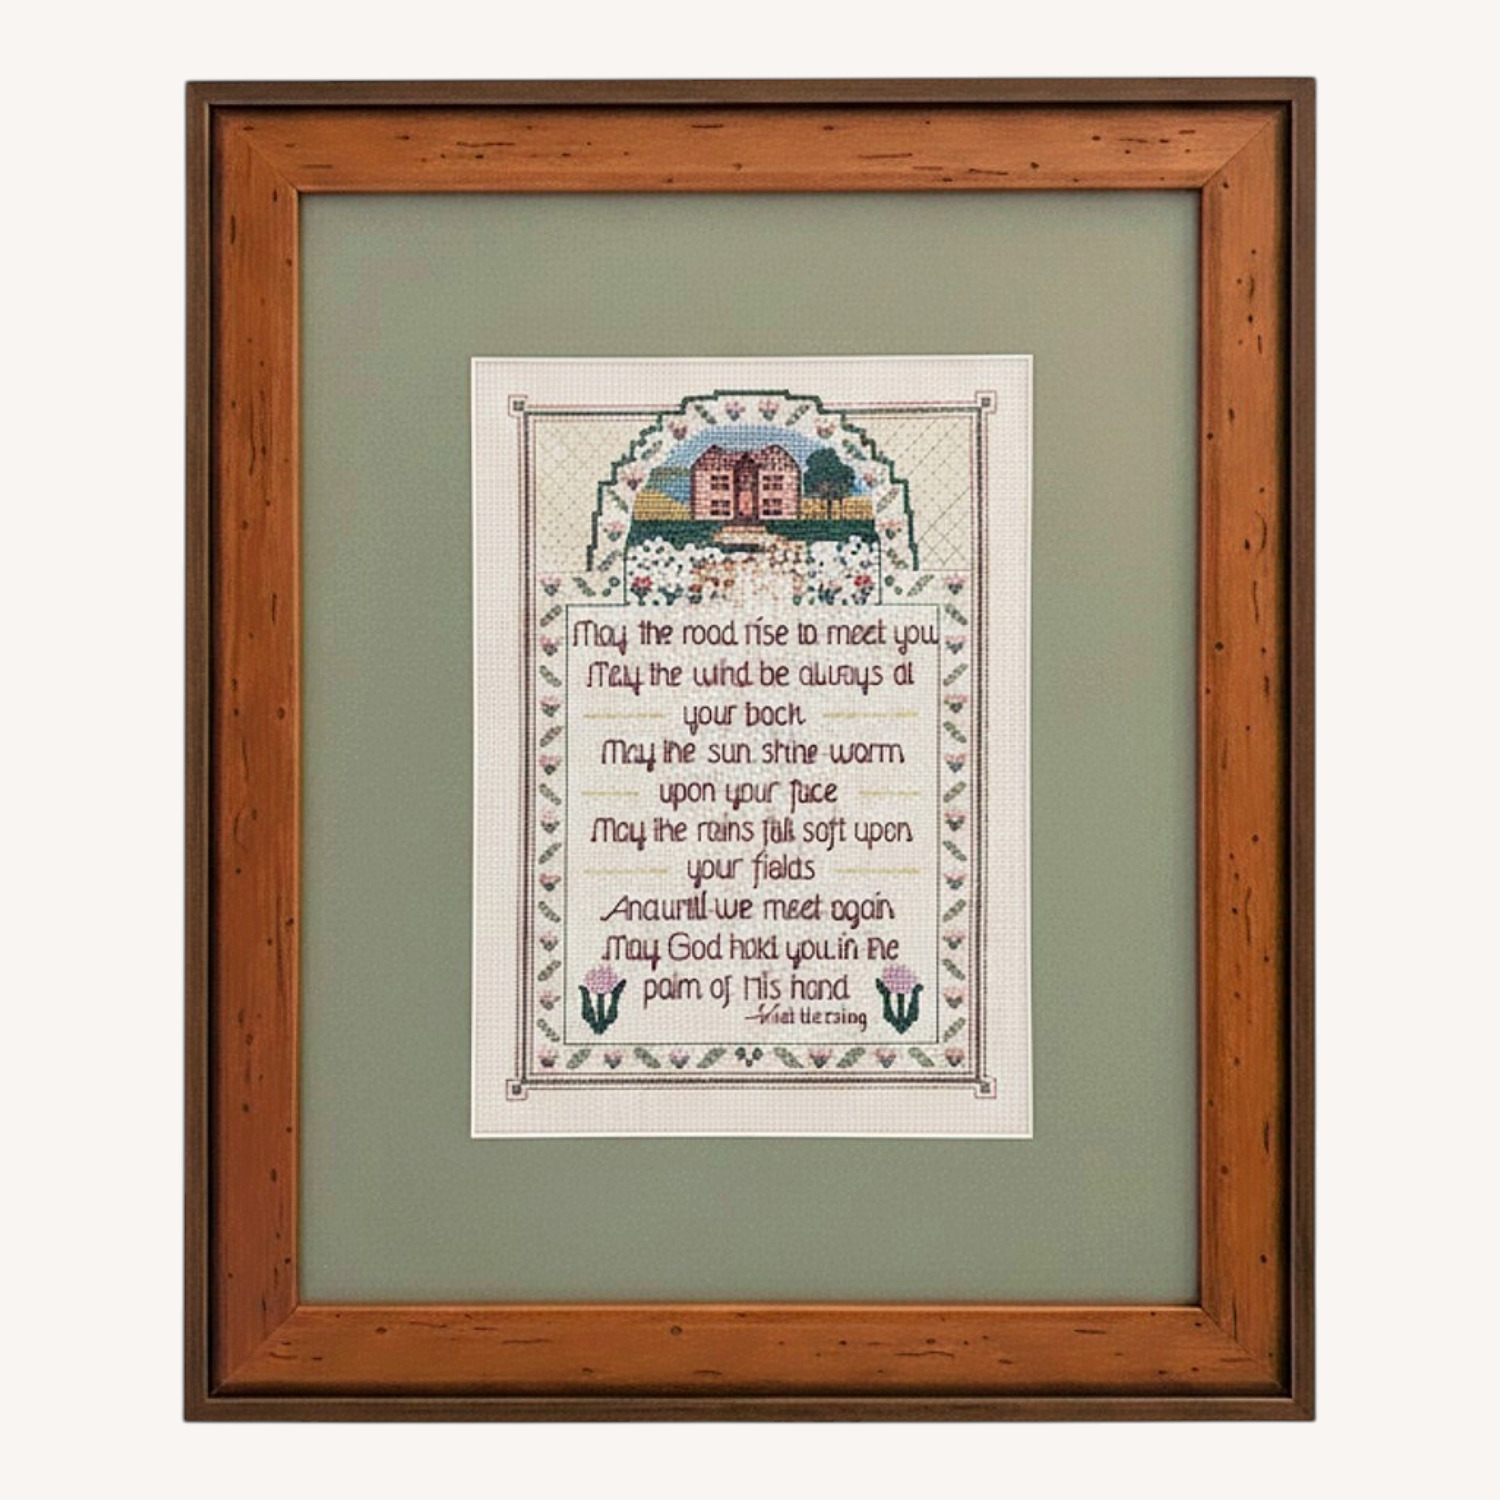 May the road rise to meet you
May the wind be always at
your back
May the sun shine warm
upon your face
May the rains fall soft upon
your fields
And until we meet again
May God hold you in the
palm of His hand